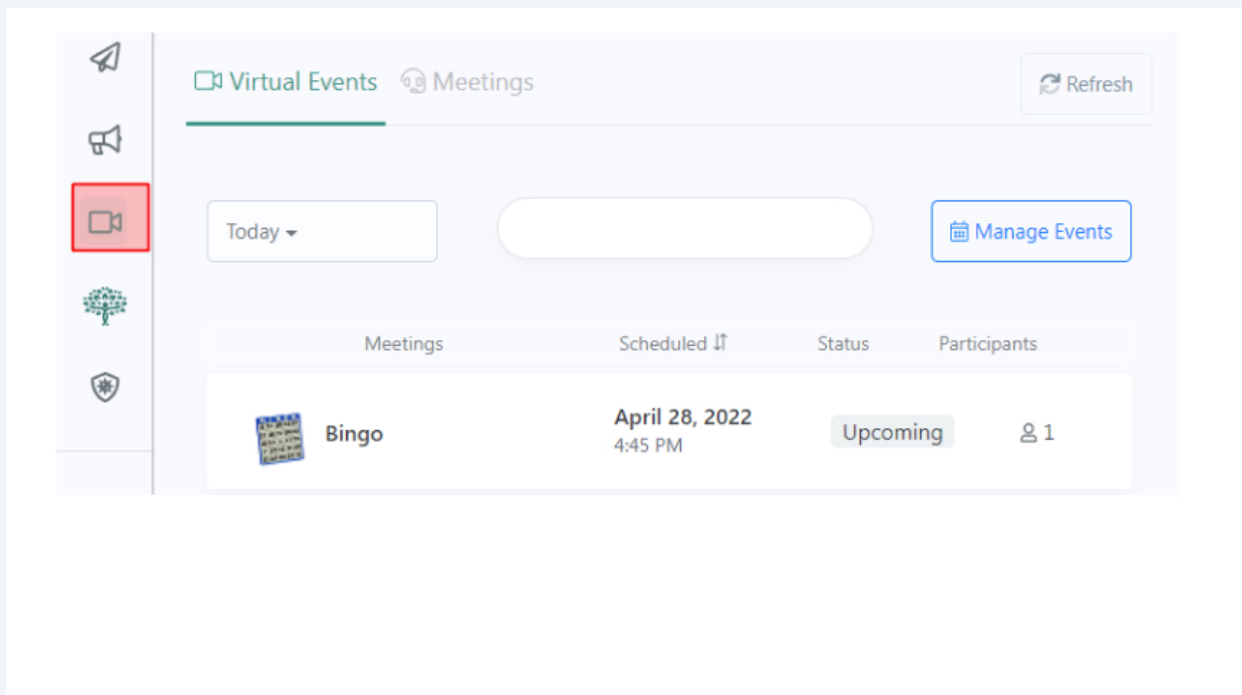 Virtual Events Meetings Refresh
Today Manage Events
Meetings Scheduled Status Participants
Bingo April 28, 2022 Upcoming 1
4:45 PM